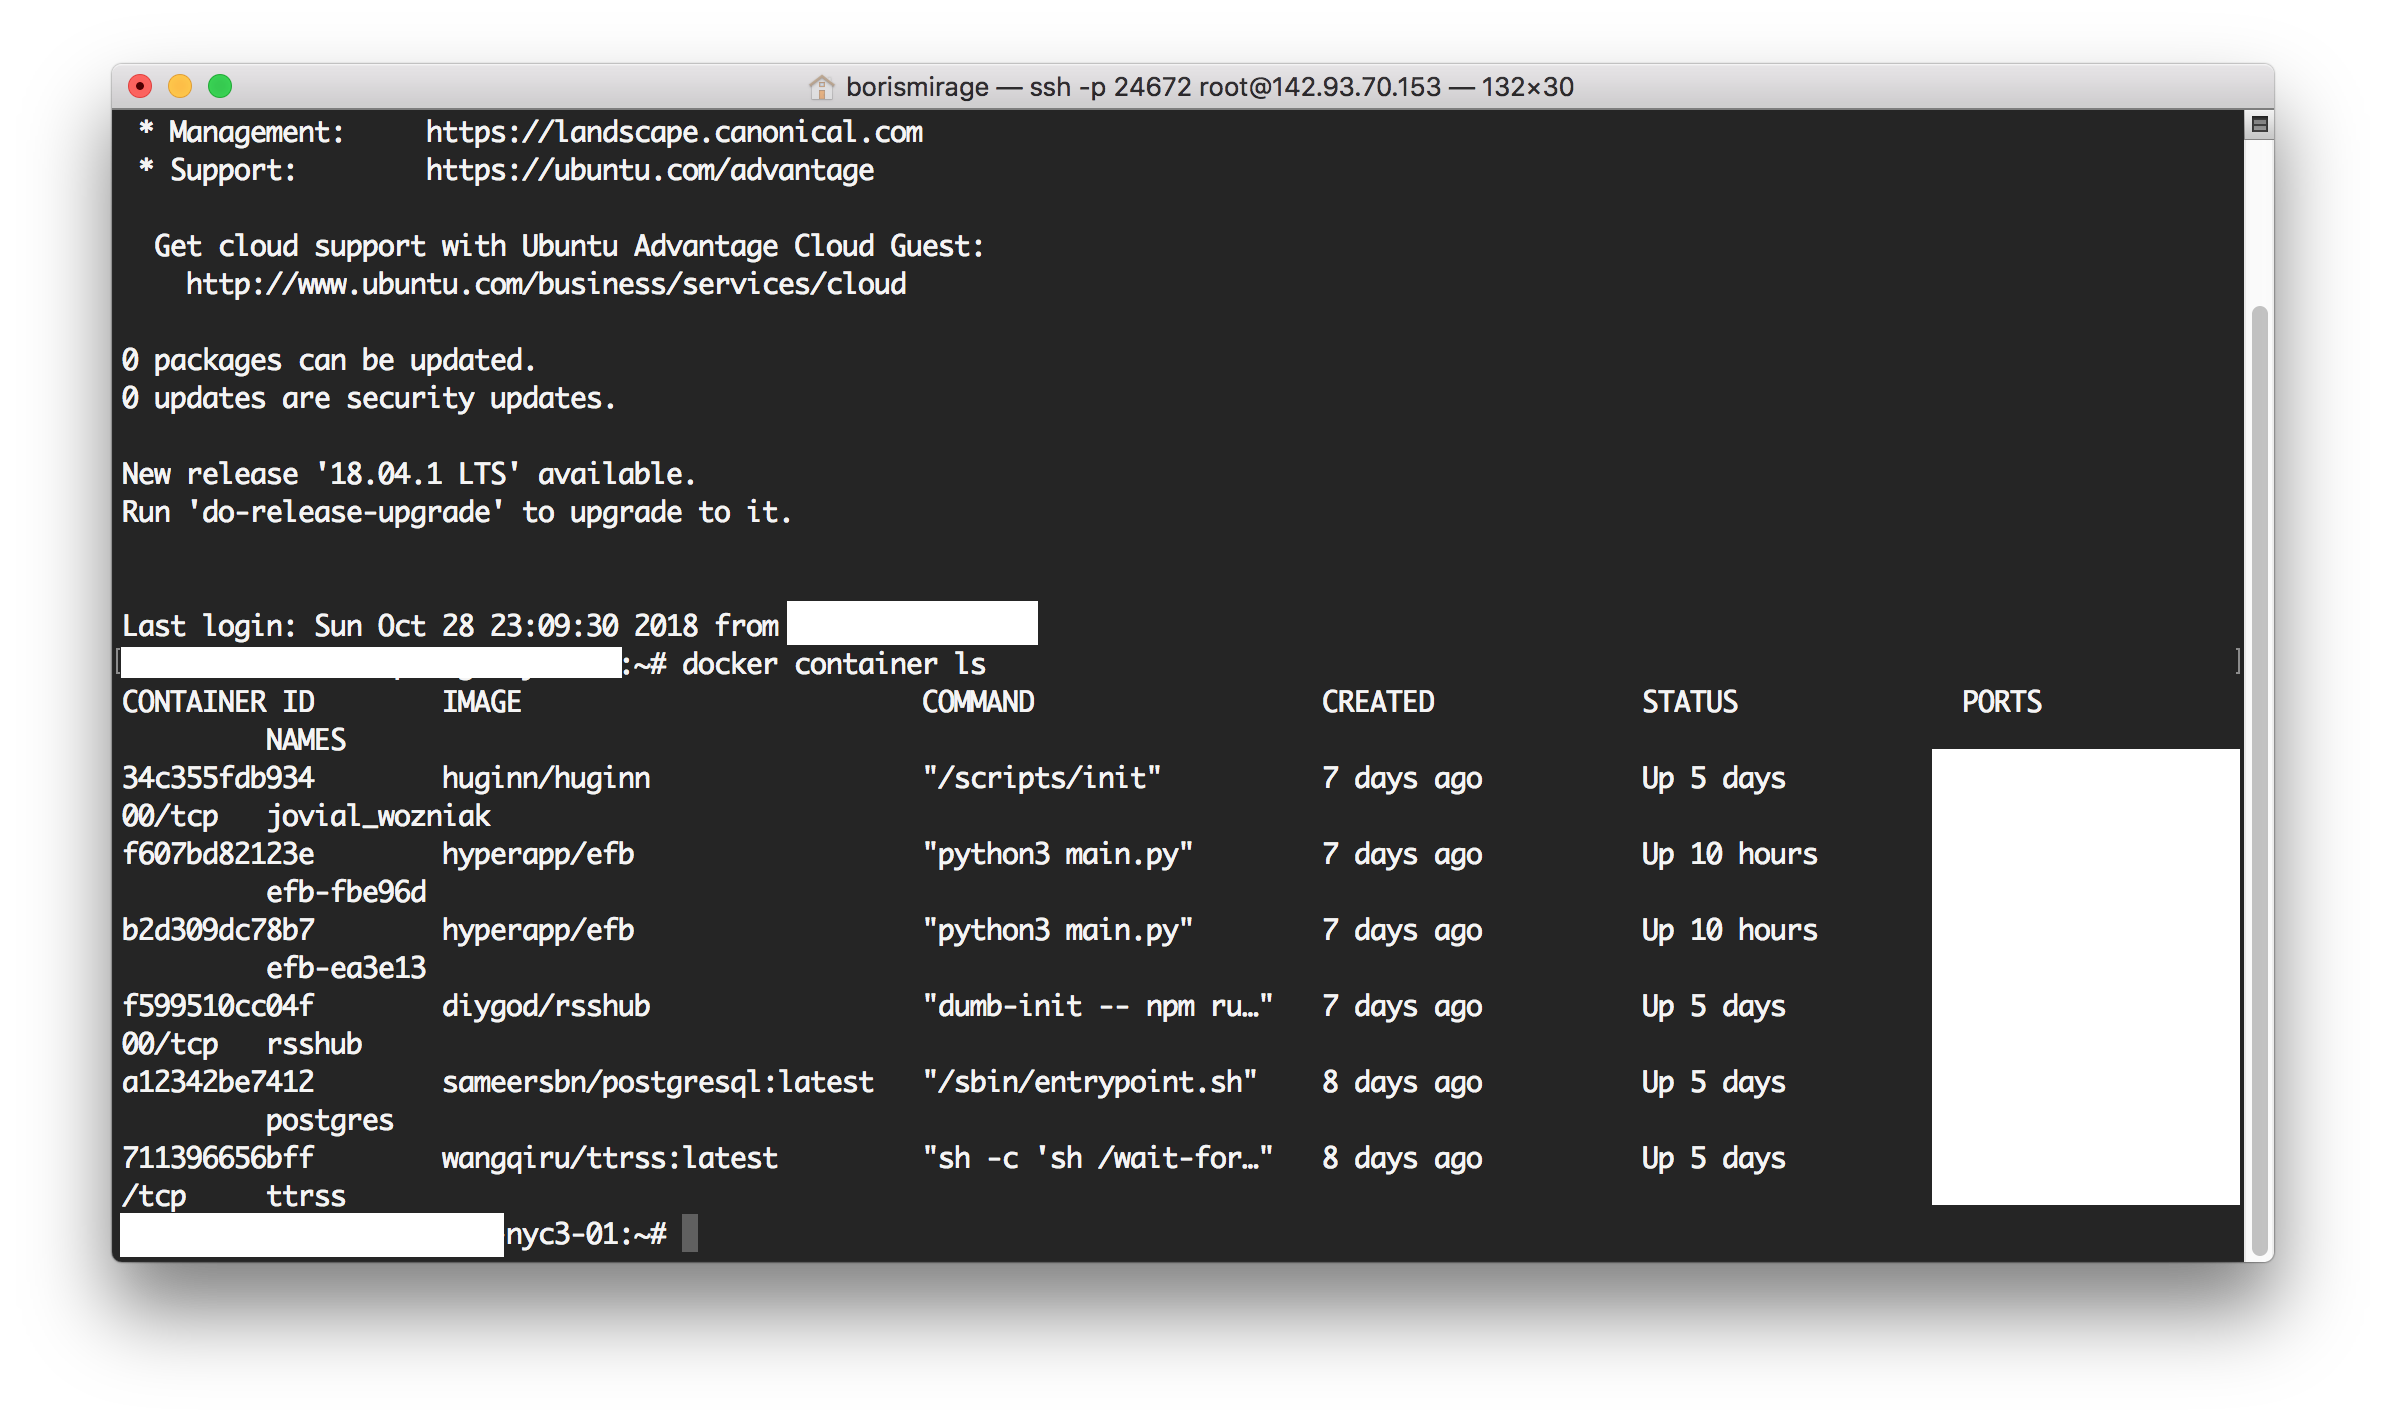 borismirage — ssh -p 24672 root@142.93.70.153 — 132×30
* Management:     https://landscape.canonical.com
* Support:        https://ubuntu.com/advantage
Get cloud support with Ubuntu Advantage Cloud Guest:
http://www.ubuntu.com/business/services/cloud
0 packages can be updated.
0 updates are security updates.
New release '18.04.1 LTS' available.
Run 'do-release-upgrade' to upgrade to it.
Last login: Sun Oct 28 23:09:30 2018 from
:~# docker container ls
CONTAINER ID        IMAGE                         COMMAND                  CREATED             STATUS              PORTS
NAMES
34c355fdb934        huginn/huginn                 "/scripts/init"          7 days ago          Up 5 days
00/tcp   jovial_wozniak
f607bd82123e        hyperapp/efb                  "python3 main.py"        7 days ago          Up 10 hours
efb-fbe96d
b2d309dc78b7        hyperapp/efb                  "python3 main.py"        7 days ago          Up 10 hours
efb-ea3e13
f599510cc04f        diygod/rsshub                 "dumb-init -- npm ru…"   7 days ago          Up 5 days
00/tcp   rsshub
a12342be7412        sameersbn/postgresql:latest   "/sbin/entrypoint.sh"    8 days ago          Up 5 days
postgres
711396656bff        wangqiru/ttrss:latest         "sh -c 'sh /wait-for…"   8 days ago          Up 5 days
/tcp     ttrss
nyc3-01:~#